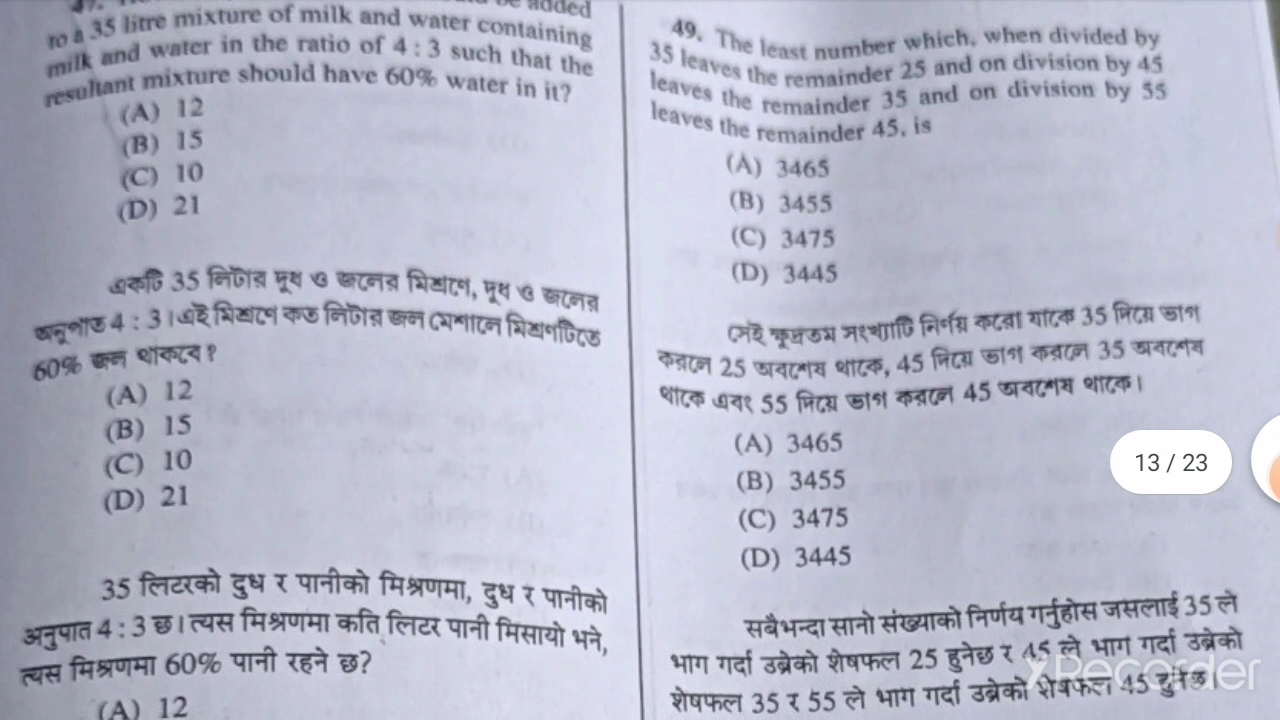 be added
to a 35 litre mixture of milk and water containing
milk and water in the ratio of 4 : 3 such that the
resultant mixture should have 60% water in it?
(A) 12
(B) 15
(C) 10
(D) 21
একটি 35 লিটার দুধ ও জলের মিশ্রণে, দুধ ও জলের
অনুপাত 4 : 3। এই মিশ্রণে কত লিটার জল মেশালে মিশ্রণটিতে
60% জল থাকবে?
(A) 12
(B) 15
(C) 10
(D) 21
35 लिटरको दुध र पानीको मिश्रणमा, दुध र पानीको
अनुपात 4 : 3 छ। त्यस मिश्रणमा कति लिटर पानी मिसायो भने,
त्यस मिश्रणमा 60% पानी रहने छ?
(A) 12
49. The least number which, when divided by
35 leaves the remainder 25 and on division by 45
leaves the remainder 35 and on division by 55
leaves the remainder 45, is
(A) 3465
(B) 3455
(C) 3475
(D) 3445
সেই ক্ষুদ্রতম সংখ্যাটি নির্ণয় করো যাকে 35 দিয়ে ভাগ
করলে 25 অবশেষ থাকে, 45 দিয়ে ভাগ করলে 35 অবশেষ
থাকে এবং 55 দিয়ে ভাগ করলে 45 অবশেষ থাকে।
(A) 3465
(B) 3455
(C) 3475
(D) 3445
13 / 23
सबैभन्दा सानो संख्याको निर्णय गर्नुहोस जसलाई 35 ले
भाग गर्दा उब्रेको शेषफल 25 हुनेछ र 45 ले भाग गर्दा उब्रेको
शेषफल 35 र 55 ले भाग गर्दा उब्रेको शेषफल 45 हुनेछ।
Recorder